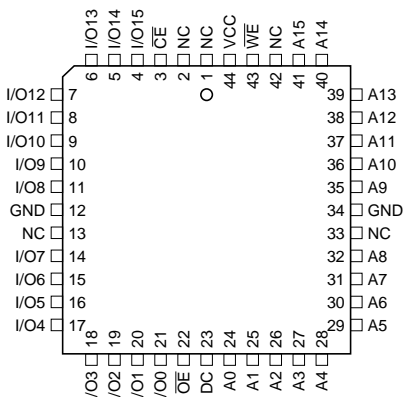 I/O13 I/O14 I/O15 C̅E̅ NC NC VCC W̅E̅ NC A15 A14
6 5 4 3 2 1 44 43 42 41 40
I/O12 7 39 A13
I/O11 8 38 A12
I/O10 9 37 A11
I/O9 10 36 A10
I/O8 11 35 A9
GND 12 34 GND
NC 13 33 NC
I/O7 14 32 A8
I/O6 15 31 A7
I/O5 16 30 A6
I/O4 17 29 A5
18 19 20 21 22 23 24 25 26 27 28
/O3 /O2 /O1 /O0 O̅E̅ DC A0 A1 A2 A3 A4